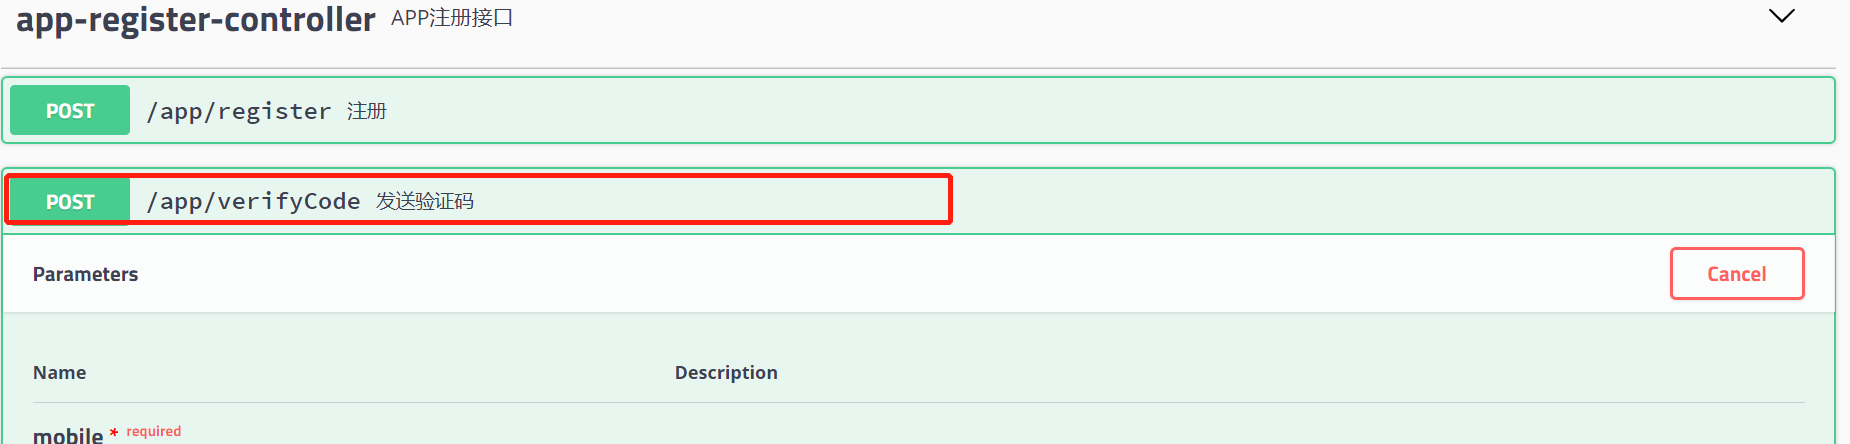 app-register-controller APP注册接口
POST /app/register 注册
POST /app/verifyCode 发送验证码
Parameters Cancel
Name Description
mobile * required